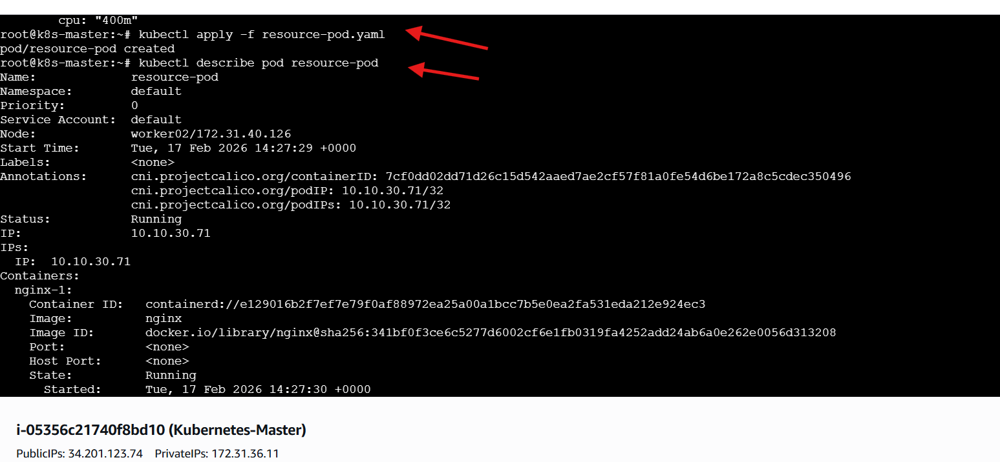 cpu: "400m"
root@k8s-master:~# kubectl apply -f resource-pod.yaml
pod/resource-pod created
root@k8s-master:~# kubectl describe pod resource-pod
Name:             resource-pod
Namespace:        default
Priority:         0
Service Account:  default
Node:             worker02/172.31.40.126
Start Time:       Tue, 17 Feb 2026 14:27:29 +0000
Labels:           <none>
Annotations:      cni.projectcalico.org/containerID: 7cf0dd02dd71d26c15d542aaed7ae2cf57f81a0fe54d6be172a8c5cdec350496
                  cni.projectcalico.org/podIP: 10.10.30.71/32
                  cni.projectcalico.org/podIPs: 10.10.30.71/32
Status:           Running
IP:               10.10.30.71
IPs:
  IP:  10.10.30.71
Containers:
  nginx-1:
    Container ID:   containerd://e129016b2f7ef7e79f0af88972ea25a00a1bcc7b5e0ea2fa531eda212e924ec3
    Image:          nginx
    Image ID:       docker.io/library/nginx@sha256:341bf0f3ce6c5277d6002cf6e1fb0319fa4252add24ab6a0e262e0056d313208
    Port:           <none>
    Host Port:      <none>
    State:          Running
      Started:      Tue, 17 Feb 2026 14:27:30 +0000
i-05356c21740f8bd10 (Kubernetes-Master)
PublicIPs: 34.201.123.74    PrivateIPs: 172.31.36.11